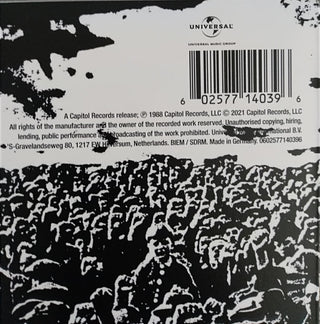 UNIVERSAL
UNIVERSAL MUSIC GROUP
6 02577 14039 6
A Capitol Records release; ℗ 1988 Capitol Records, LLC © 2021 Capitol Records, LLC
All rights of the manufacturer and the owner of the recorded work reserved. Unauthorised copying, hiring,
lending, public performance and broadcasting of the work prohibited. Universal International B.V.
'S-Gravelandseweg 80, 1217 EW Hilversum, Netherlands. BIEM / SDRM. Made in Germany. 0602577140396